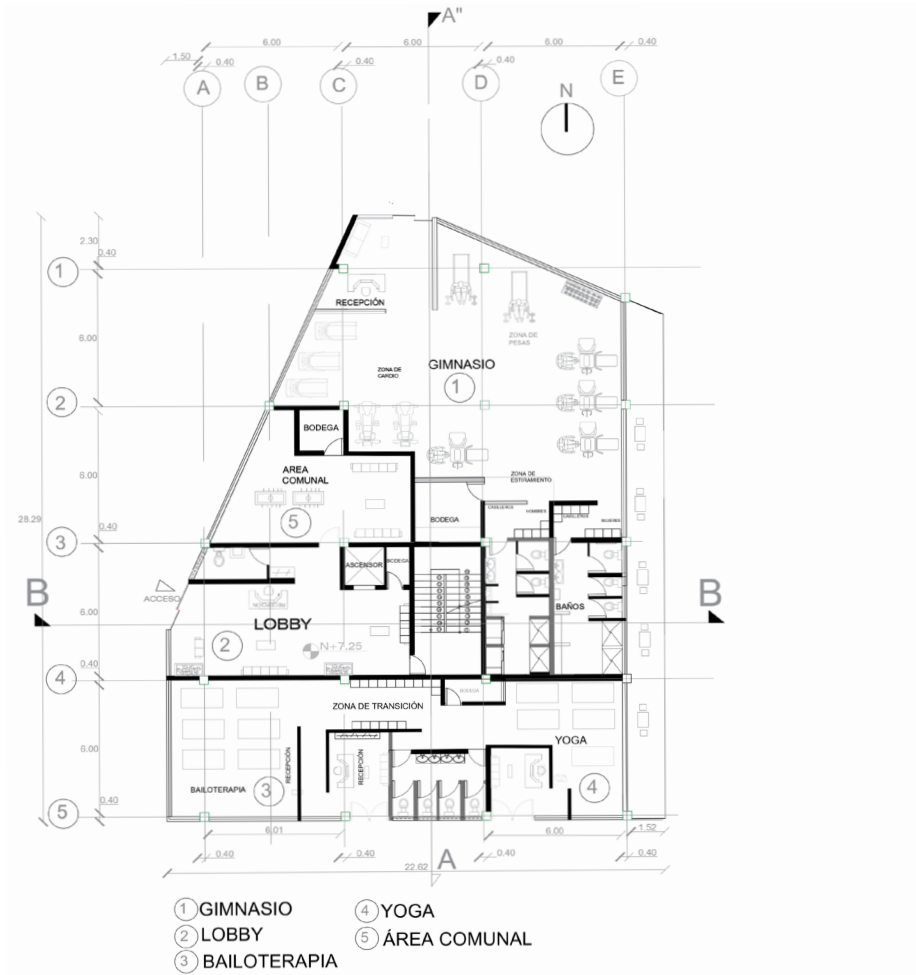 A"
6.00
6.00
6.00
0.40
1.50
0.40
0.40
0.40
A
B
C
D
E
N
2.30
0.40
1
RECEPCIÓN
ZONA DE
PESAS
6.00
ZONA DE
CARDIO
GIMNASIO
1
2
BODEGA
AREA
COMUNAL
6.00
ZONA DE
ESTIRAMIENTO
28.29
5
BODEGA
CABILLEROS
HOMBRES
CABILLEROS
MUJERES
0.40
3
ASCENSOR
BODEGA
B
ACCESO
6.00
LOBBY
BAÑOS
B
2
N+7.25
0.40
4
BODEGA
ZONA DE TRANSICIÓN
6.00
RECEPCIÓN
RECEPCIÓN
YOGA
BAILOTERAPIA
3
4
0.40
5
6.01
6.00
1.52
0.40
0.40
0.40
0.40
22.62
A
1 GIMNASIO
2 LOBBY
3 BAILOTERAPIA
4 YOGA
5 ÁREA COMUNAL